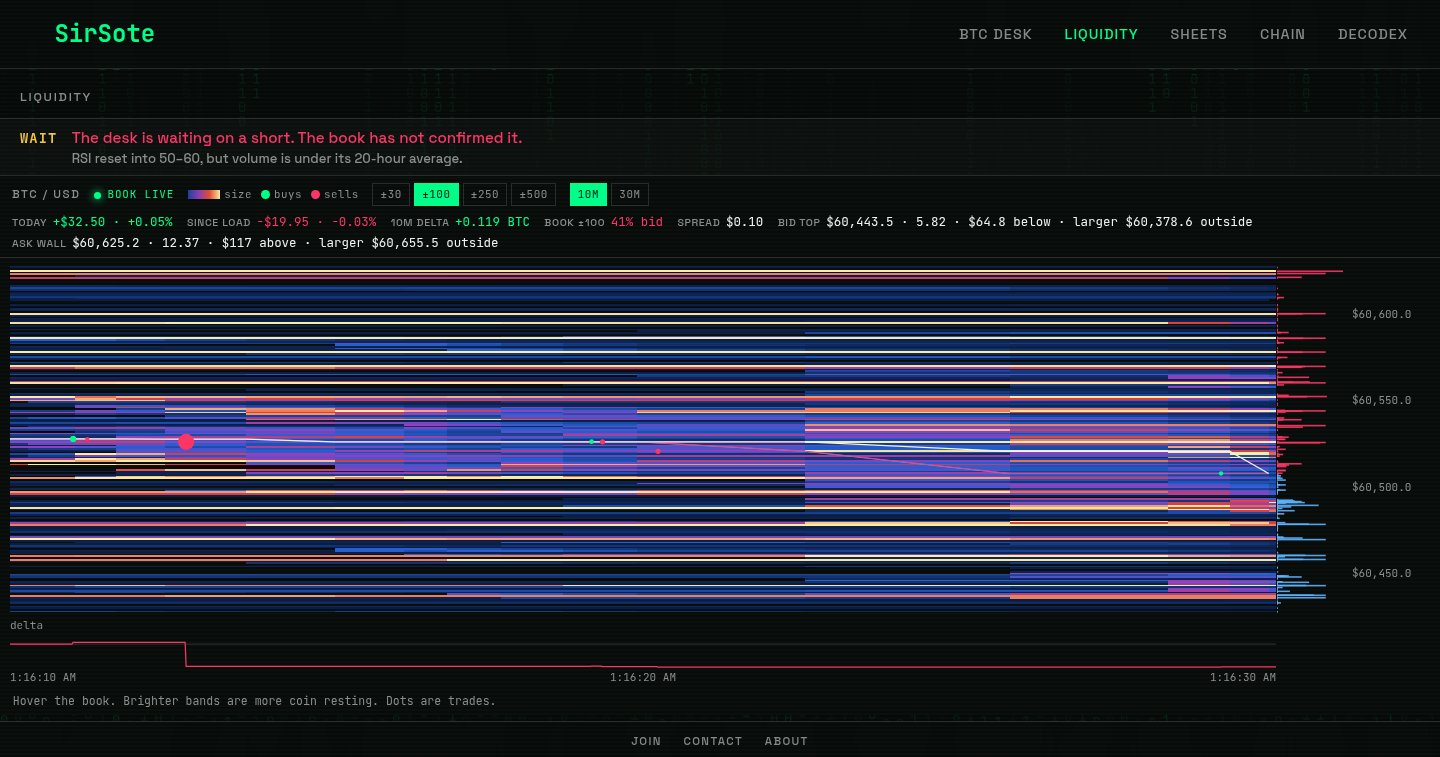 SirSote
BTC DESK LIQUIDITY SHEETS CHAIN DECODEX
LIQUIDITY
WAIT The desk is waiting on a short. The book has not confirmed it.
RSI reset into 50–60, but volume is under its 20-hour average.
BTC / USD BOOK LIVE size buys sells ±30 ±100 ±250 ±500 10M 30M
TODAY +$32.50 · +0.05% SINCE LOAD -$19.95 · -0.03% 10M DELTA +0.119 BTC BOOK ±100 41% bid SPREAD $0.10 BID TOP $60,443.5 · 5.82 · $64.8 below · larger $60,378.6 outside
ASK WALL $60,625.2 · 12.37 · $117 above · larger $60,655.5 outside
$60,600.0
$60,550.0
$60,500.0
$60,450.0
delta
1:16:10 AM 1:16:20 AM 1:16:30 AM
Hover the book. Brighter bands are more coin resting. Dots are trades.
JOIN CONTACT ABOUT